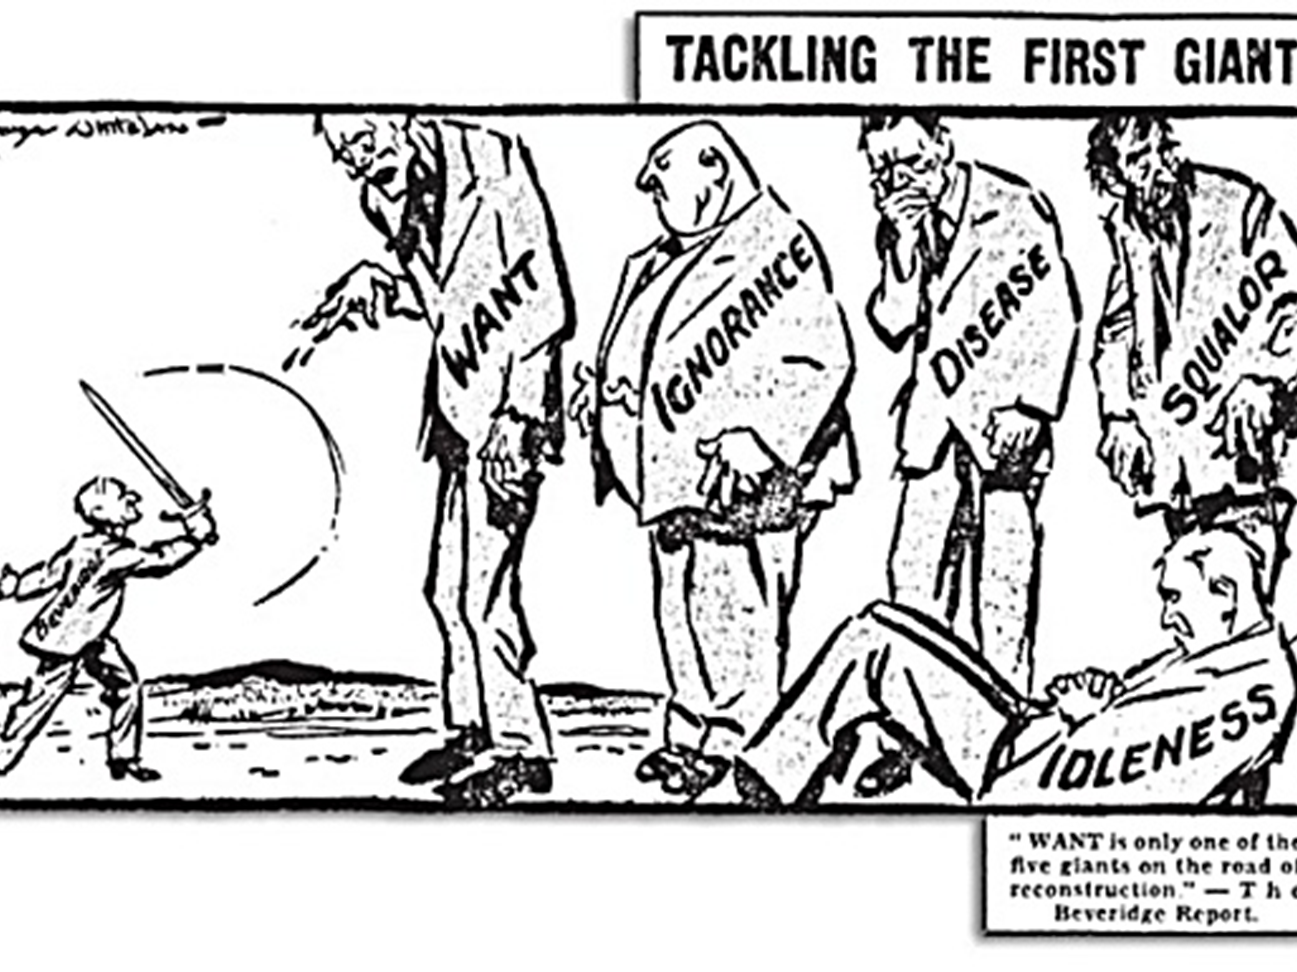 TACKLING THE FIRST GIANT
WANT
IGNORANCE
DISEASE
SQUALOR
BEVERIDGE
IDLENESS
" WANT is only one of the
five giants on the road of
reconstruction." — The
Beveridge Report.